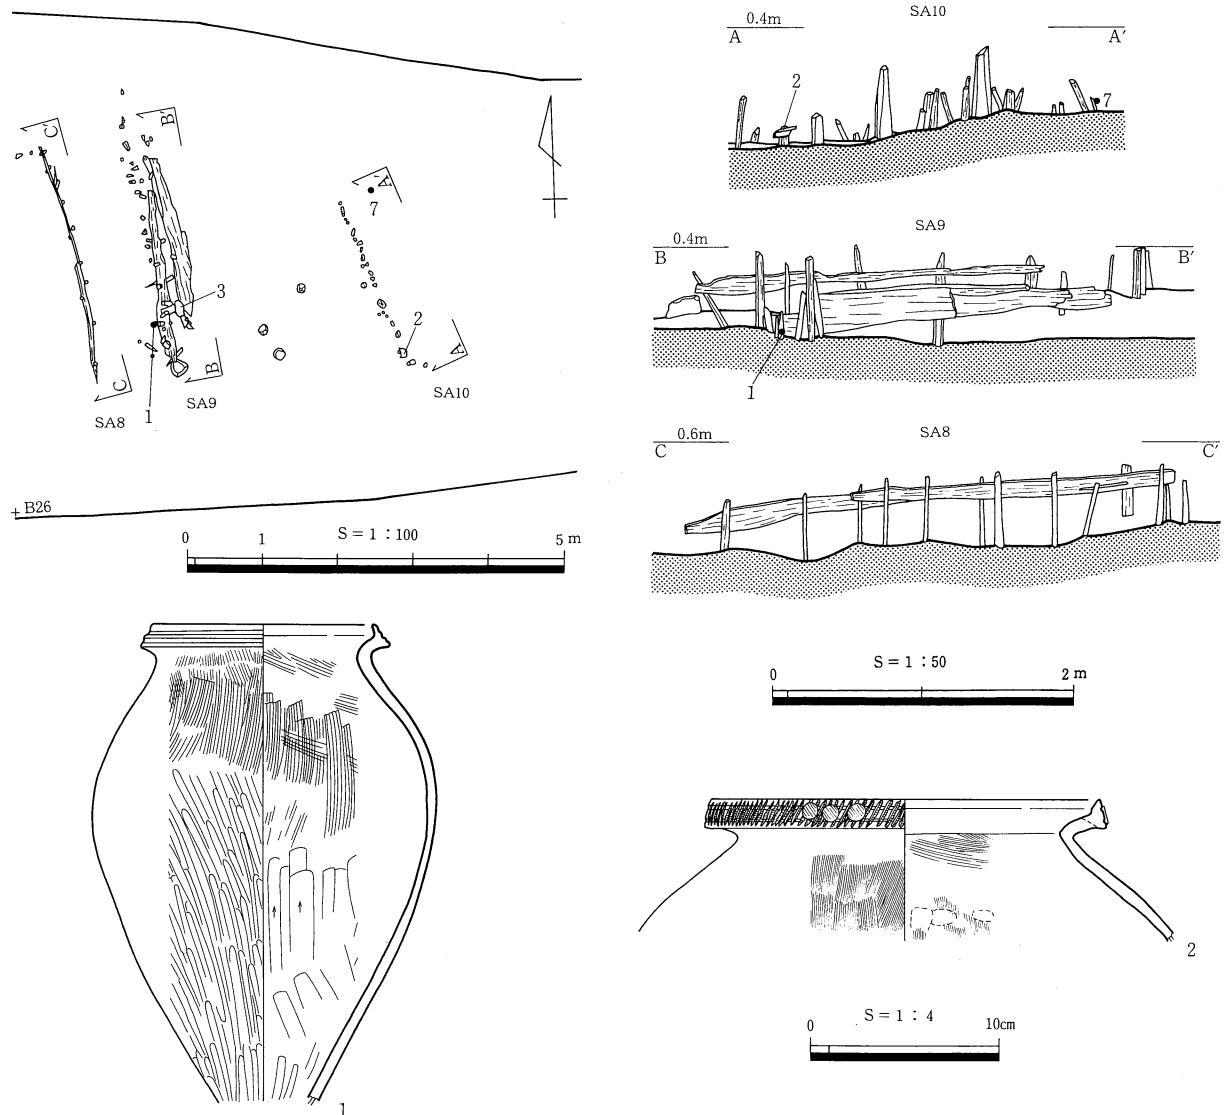 C′
B′
A′
7
3
2
C
B
A
SA8
1
SA9
SA10
B26
S = 1 : 100
0 1 5 m
SA10
0.4m
A A′
2
7
SA9
0.4m
B B′
1
SA8
0.6m
C C′
S = 1 : 50
0 2 m
1
2
S = 1 : 4
0 10cm